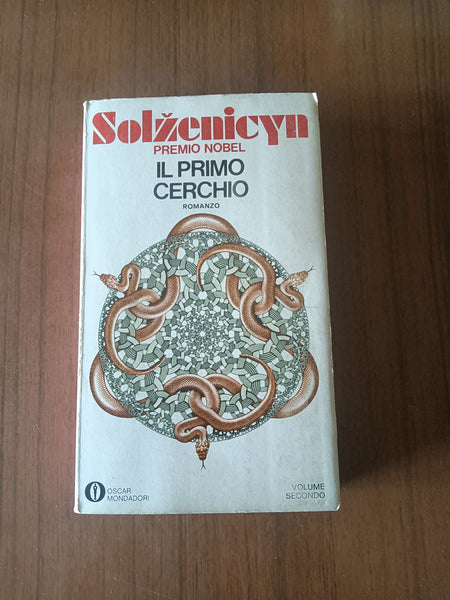 Solženicyn
PREMIO NOBEL
IL PRIMO
CERCHIO
ROMANZO
OSCAR
MONDADORI
VOLUME
SECONDO